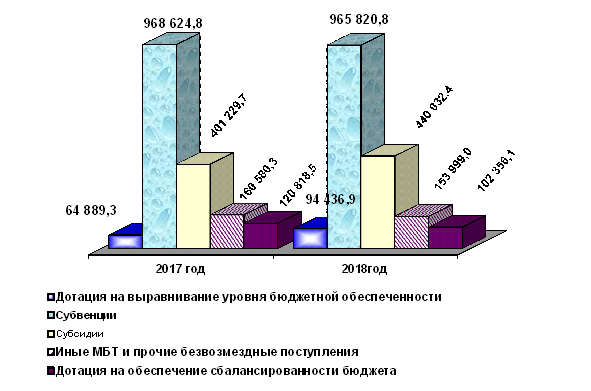 968 624,8
965 820,8
401 229,7
440 032,4
160 580,3
120 818,5
153 999,0
102 356,1
64 889,3
94 436,9
2017 год
2018год
Дотация на выравнивание уровня бюджетной обеспеченности
Субвенции
Субсидии
Иные МБТ и прочие безвозмездные поступления
Дотация на обеспечение сбалансированности бюджета